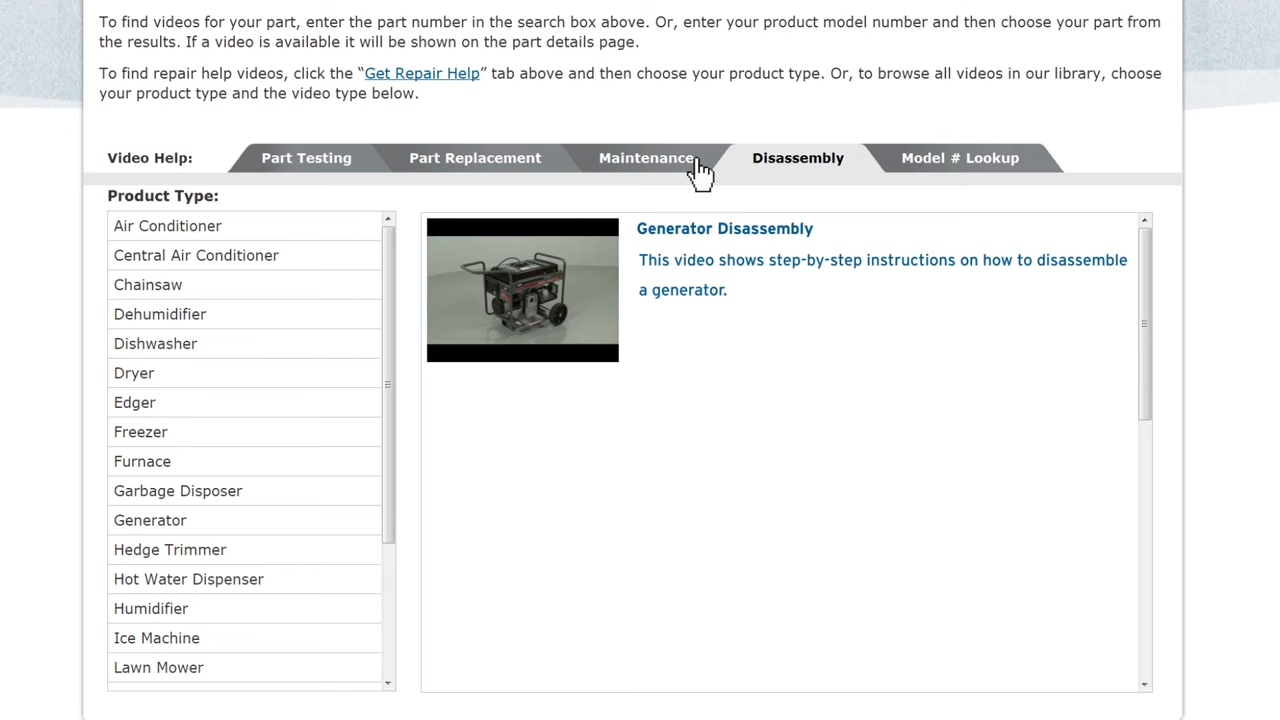 To find videos for your part, enter the part number in the search box above. Or, enter your product model number and then choose your part from
the results. If a video is available it will be shown on the part details page.
To find repair help videos, click the “Get Repair Help” tab above and then choose your product type. Or, to browse all videos in our library, choose
your product type and the video type below.
Video Help: Part Testing Part Replacement Maintenance Disassembly Model # Lookup
Product Type:
Air Conditioner
Central Air Conditioner
Chainsaw
Dehumidifier
Dishwasher
Dryer
Edger
Freezer
Furnace
Garbage Disposer
Generator
Hedge Trimmer
Hot Water Dispenser
Humidifier
Ice Machine
Lawn Mower
Generator Disassembly
This video shows step-by-step instructions on how to disassemble
a generator.